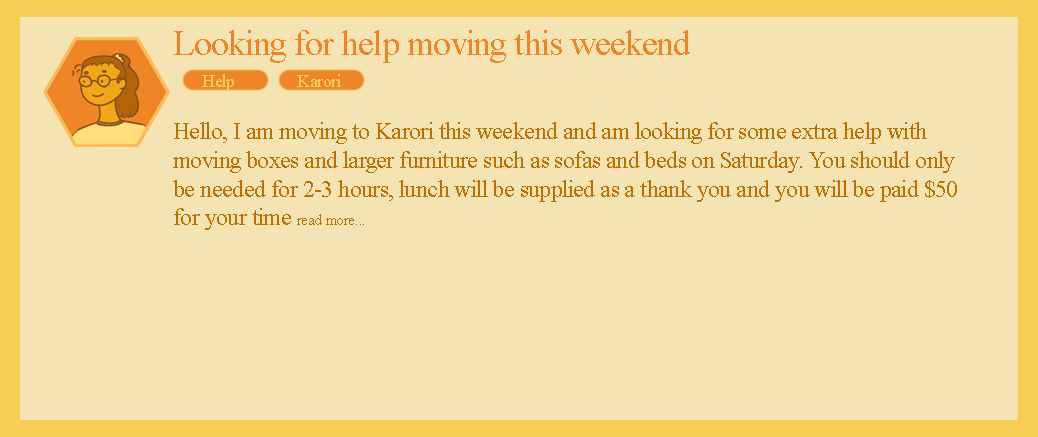 Looking for help moving this weekend
Help Karori
Hello, I am moving to Karori this weekend and am looking for some extra help with
moving boxes and larger furniture such as sofas and beds on Saturday. You should only
be needed for 2-3 hours, lunch will be supplied as a thank you and you will be paid $50
for your time read more...